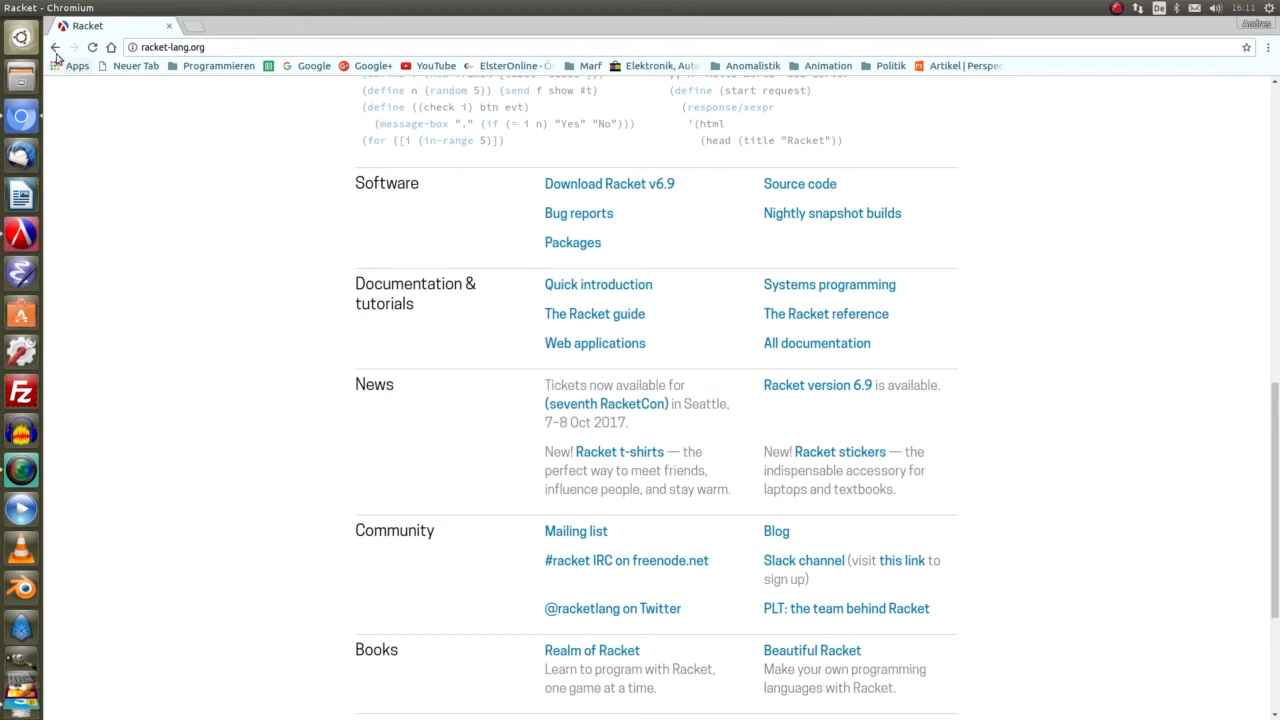 Racket - Chromium
De
16:11
Racket
Andres
racket-lang.org
Apps Neuer Tab Programmieren Google Google+ YouTube ElsterOnline - Ö Marf Elektronik, Auto Anomalistik Animation Politik Artikel | Perspe
(define n (random 5)) (send f show #t)
(define ((check i) btn evt)
(message-box "." (if (= i n) "Yes" "No")))
(for ([i (in-range 5)])
(define (start request)
(response/xexpr
'(html
(head (title "Racket"))
Software
Download Racket v6.9
Source code
Bug reports
Nightly snapshot builds
Packages
Documentation &
tutorials
Quick introduction
Systems programming
The Racket guide
The Racket reference
Web applications
All documentation
News
Tickets now available for
(seventh RacketCon) in Seattle,
7–8 Oct 2017.
Racket version 6.9 is available.
New! Racket t-shirts — the
perfect way to meet friends,
influence people, and stay warm.
New! Racket stickers — the
indispensable accessory for
laptops and textbooks.
Community
Mailing list
Blog
#racket IRC on freenode.net
Slack channel (visit this link to
sign up)
@racketlang on Twitter
PLT: the team behind Racket
Books
Realm of Racket
Learn to program with Racket,
one game at a time.
Beautiful Racket
Make your own programming
languages with Racket.